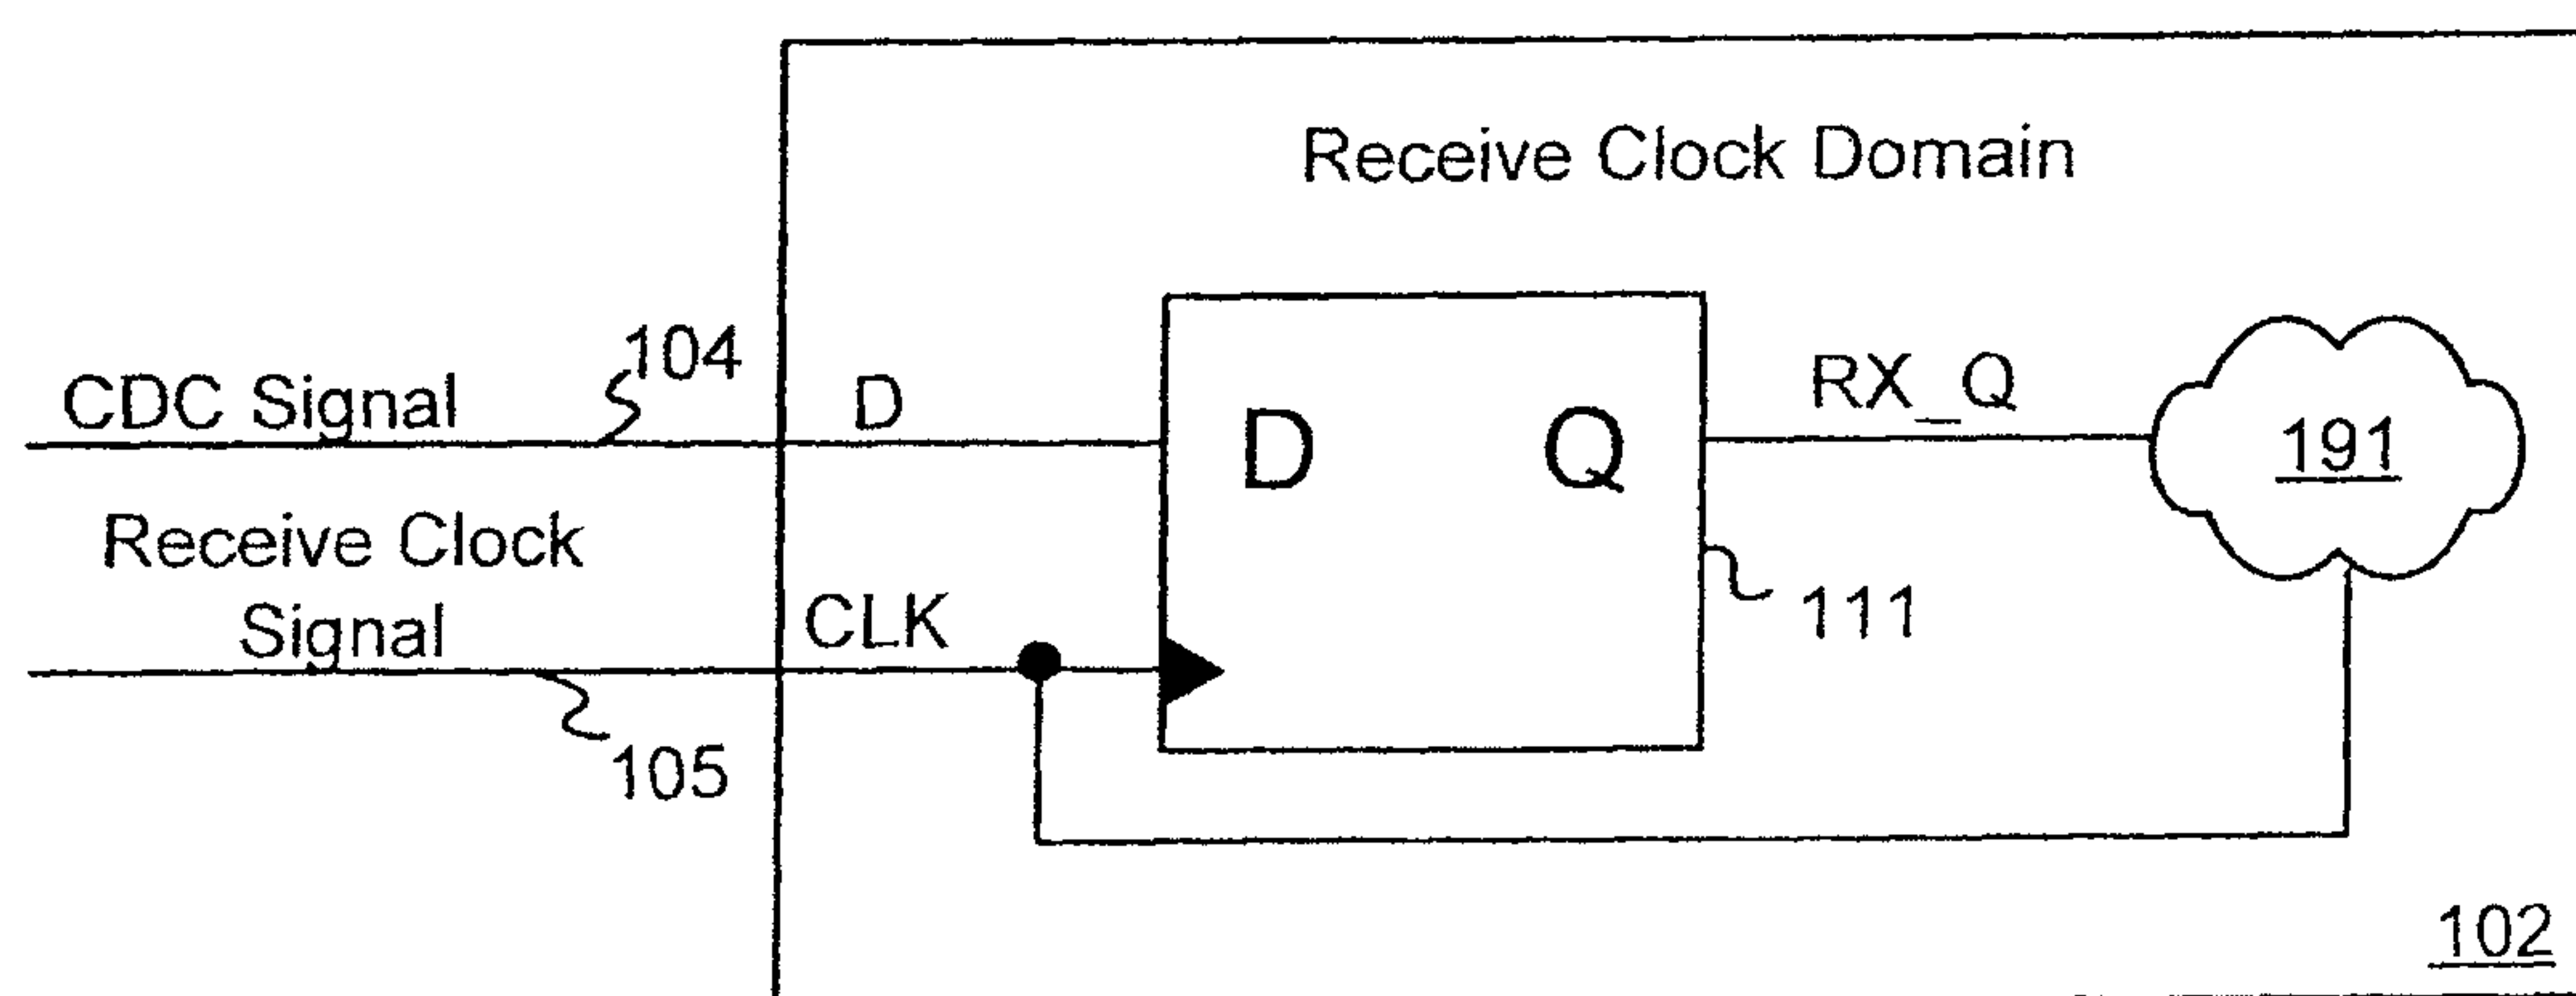 Receive Clock Domain
104
CDC Signal
D
RX_Q
D
Q
191
Receive Clock
Signal
CLK
111
105
102